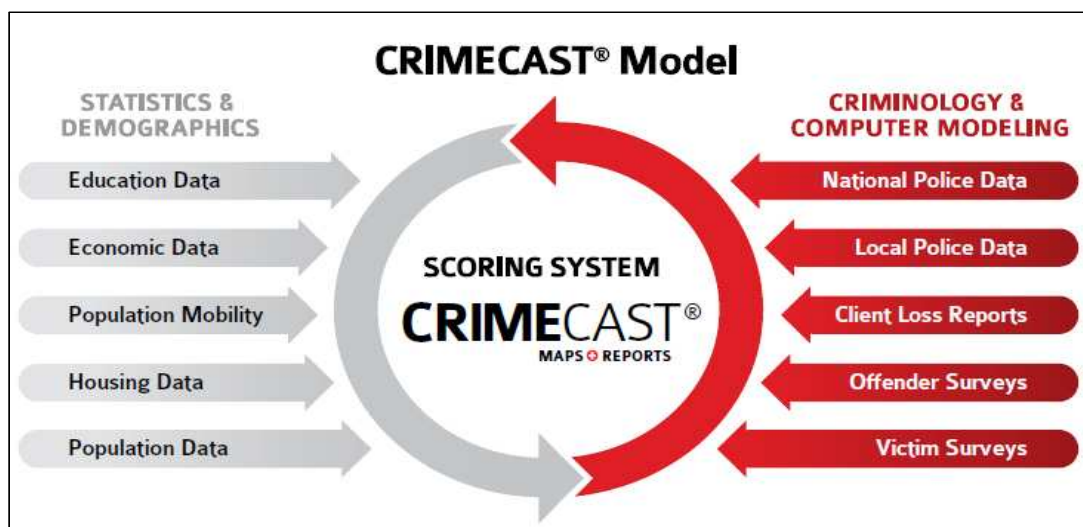 CRIMECAST® Model
STATISTICS &
DEMOGRAPHICS
Education Data
Economic Data
Population Mobility
Housing Data
Population Data
SCORING SYSTEM
CRIMECAST®
MAPS + REPORTS
CRIMINOLOGY &
COMPUTER MODELING
National Police Data
Local Police Data
Client Loss Reports
Offender Surveys
Victim Surveys